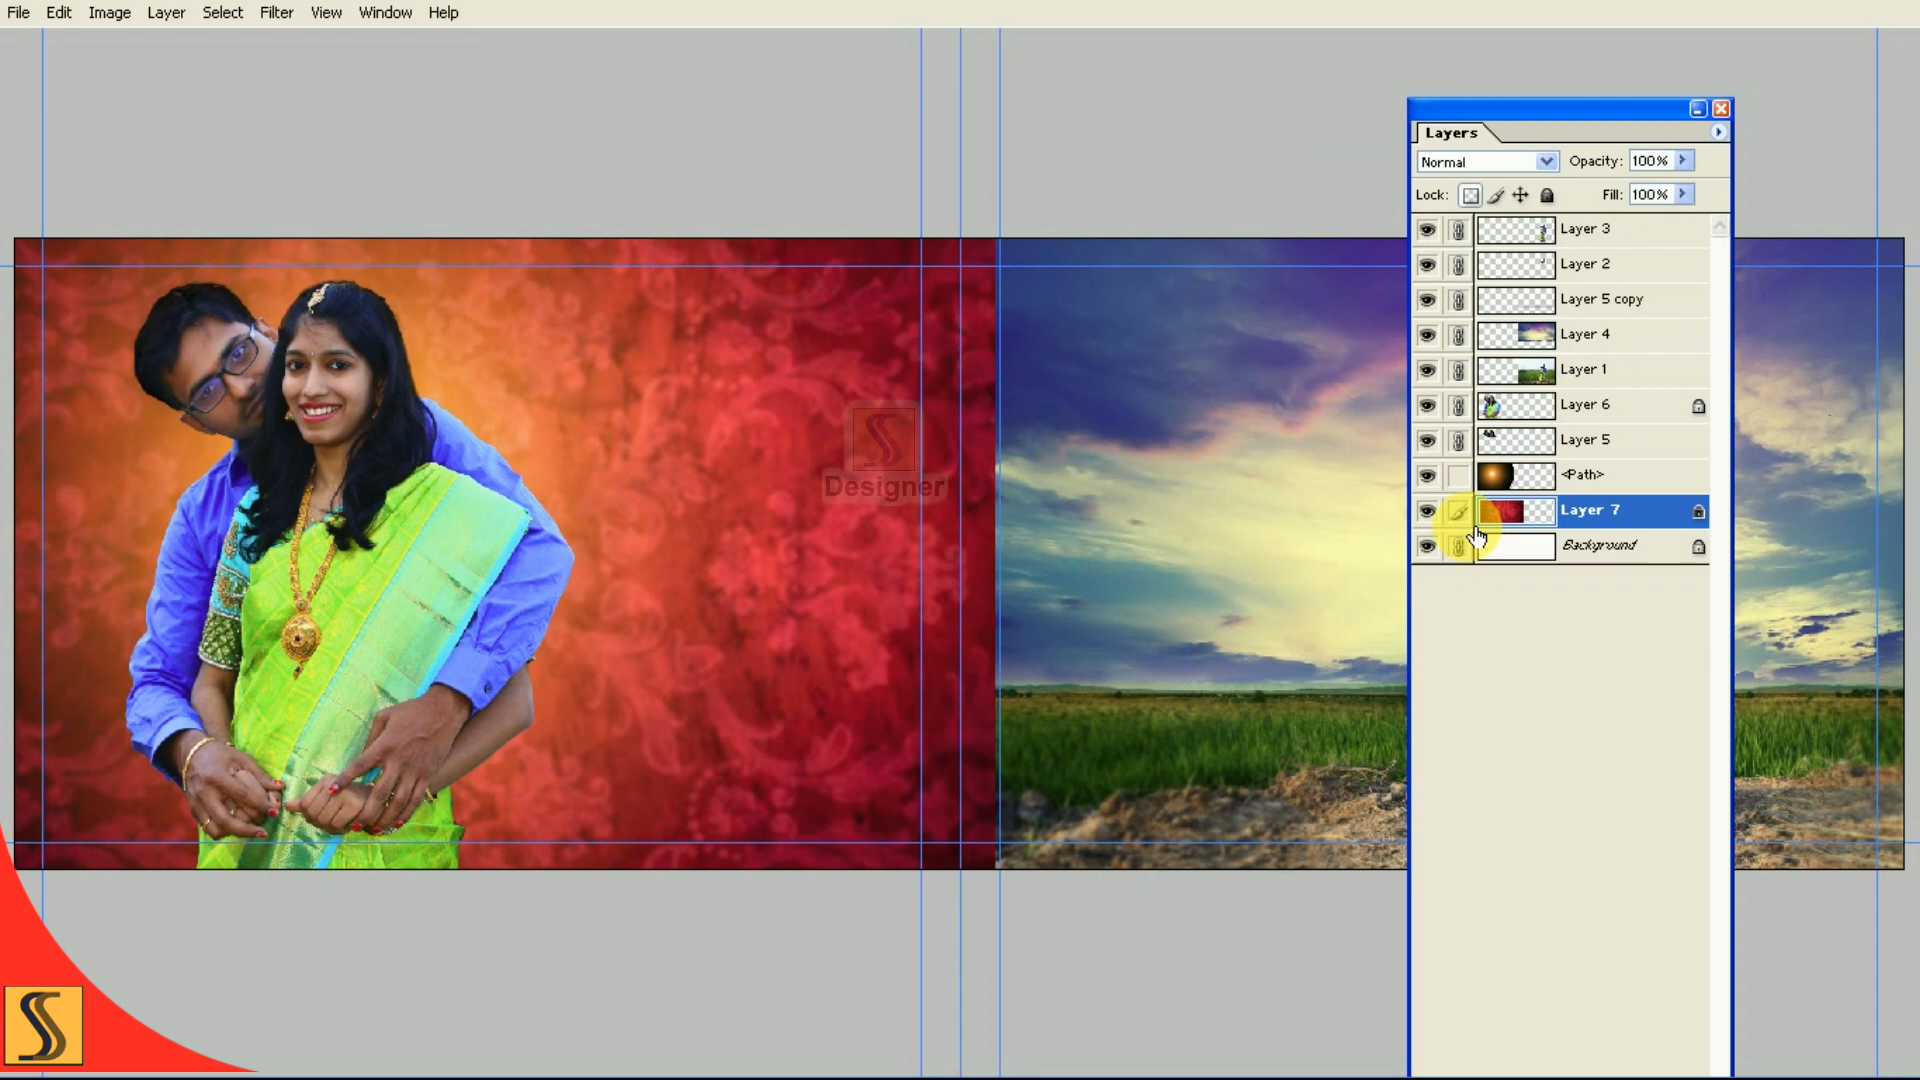 File Edit Image Layer Select Filter View Window Help
Layers
Normal Opacity: 100%
Lock: Fill: 100%
Layer 3
Layer 2
Layer 5 copy
Layer 4
Layer 1
Layer 6
Layer 5
<Path>
Layer 7
Background
S
Designer
S